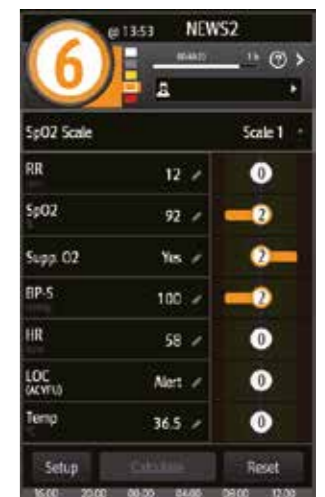 6 @ 13:53 NEWS2
1 h ? >
SpO2 Scale Scale 1
RR 12 0
SpO2 92 2
Supp. O2 Yes 2
BP-S 100 2
HR 58 0
LOC Alert 0
(ACVPU)
Temp 36.5 0
Setup Calculate Reset
16:00 20:00 00:00 04:00 08:00 12:00